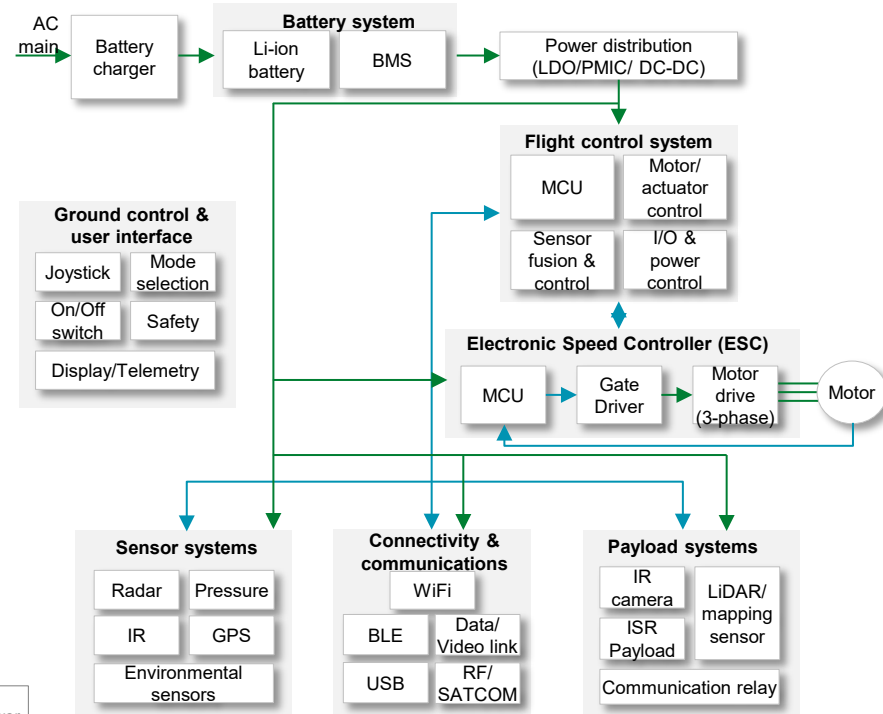 AC
main
Battery
charger
Battery system
Li-ion
battery
BMS
Power distribution
(LDO/PMIC/ DC-DC)
Flight control system
MCU
Motor/
actuator
control
Sensor
fusion &
control
I/O &
power
control
Ground control &
user interface
Joystick
Mode
selection
On/Off
switch
Safety
Display/Telemetry
Electronic Speed Controller (ESC)
MCU
Gate
Driver
Motor
drive
(3-phase)
Motor
Sensor systems
Radar
Pressure
IR
GPS
Environmental
sensors
Connectivity &
communications
WiFi
BLE
Data/
Video link
USB
RF/
SATCOM
Payload systems
IR
camera
LiDAR/
mapping
sensor
ISR
Payload
Communication relay